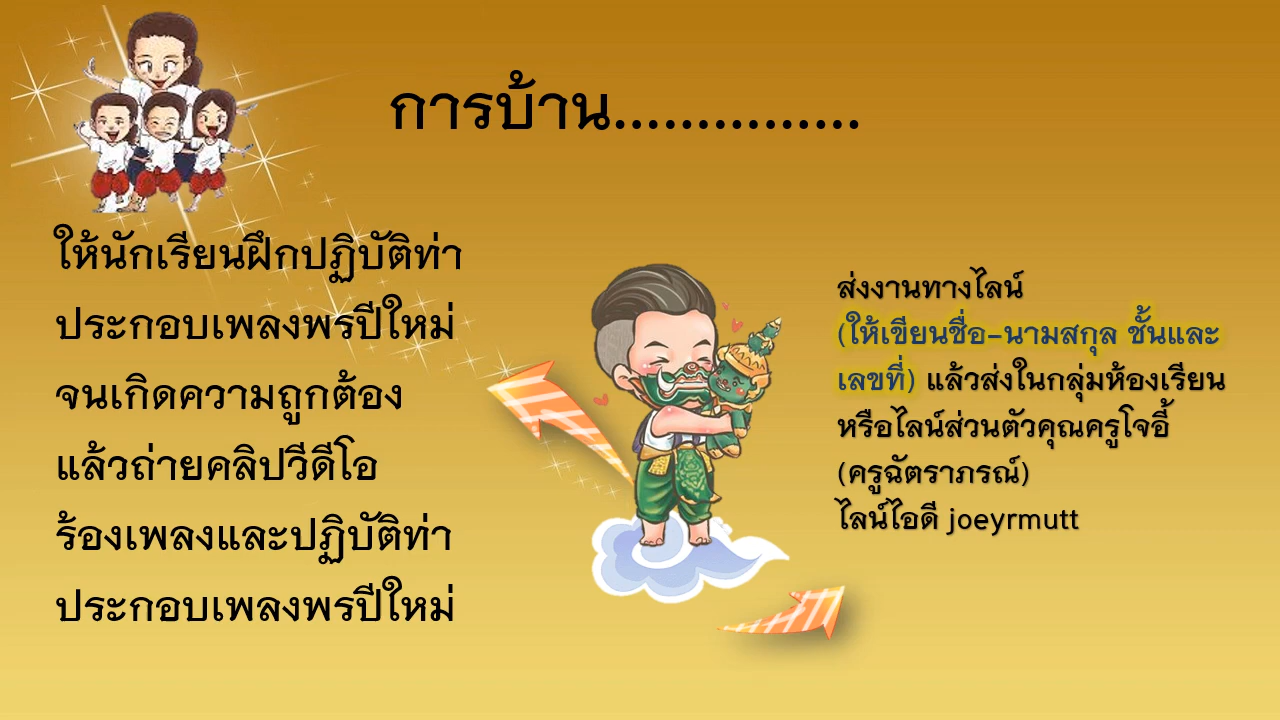 การบ้าน...............
ให้นักเรียนฝึกปฏิบัติท่า
ประกอบเพลงพรปีใหม่
จนเกิดความถูกต้อง
แล้วถ่ายคลิปวีดีโอ
ร้องเพลงและปฏิบัติท่า
ประกอบเพลงพรปีใหม่
ส่งงานทางไลน์
(ให้เขียนชื่อ-นามสกุล ชั้นและ
เลขที่) แล้วส่งในกลุ่มห้องเรียน
หรือไลน์ส่วนตัวคุณครูโจอี้
(ครูฉัตราภรณ์)
ไลน์ไอดี joeyrmutt